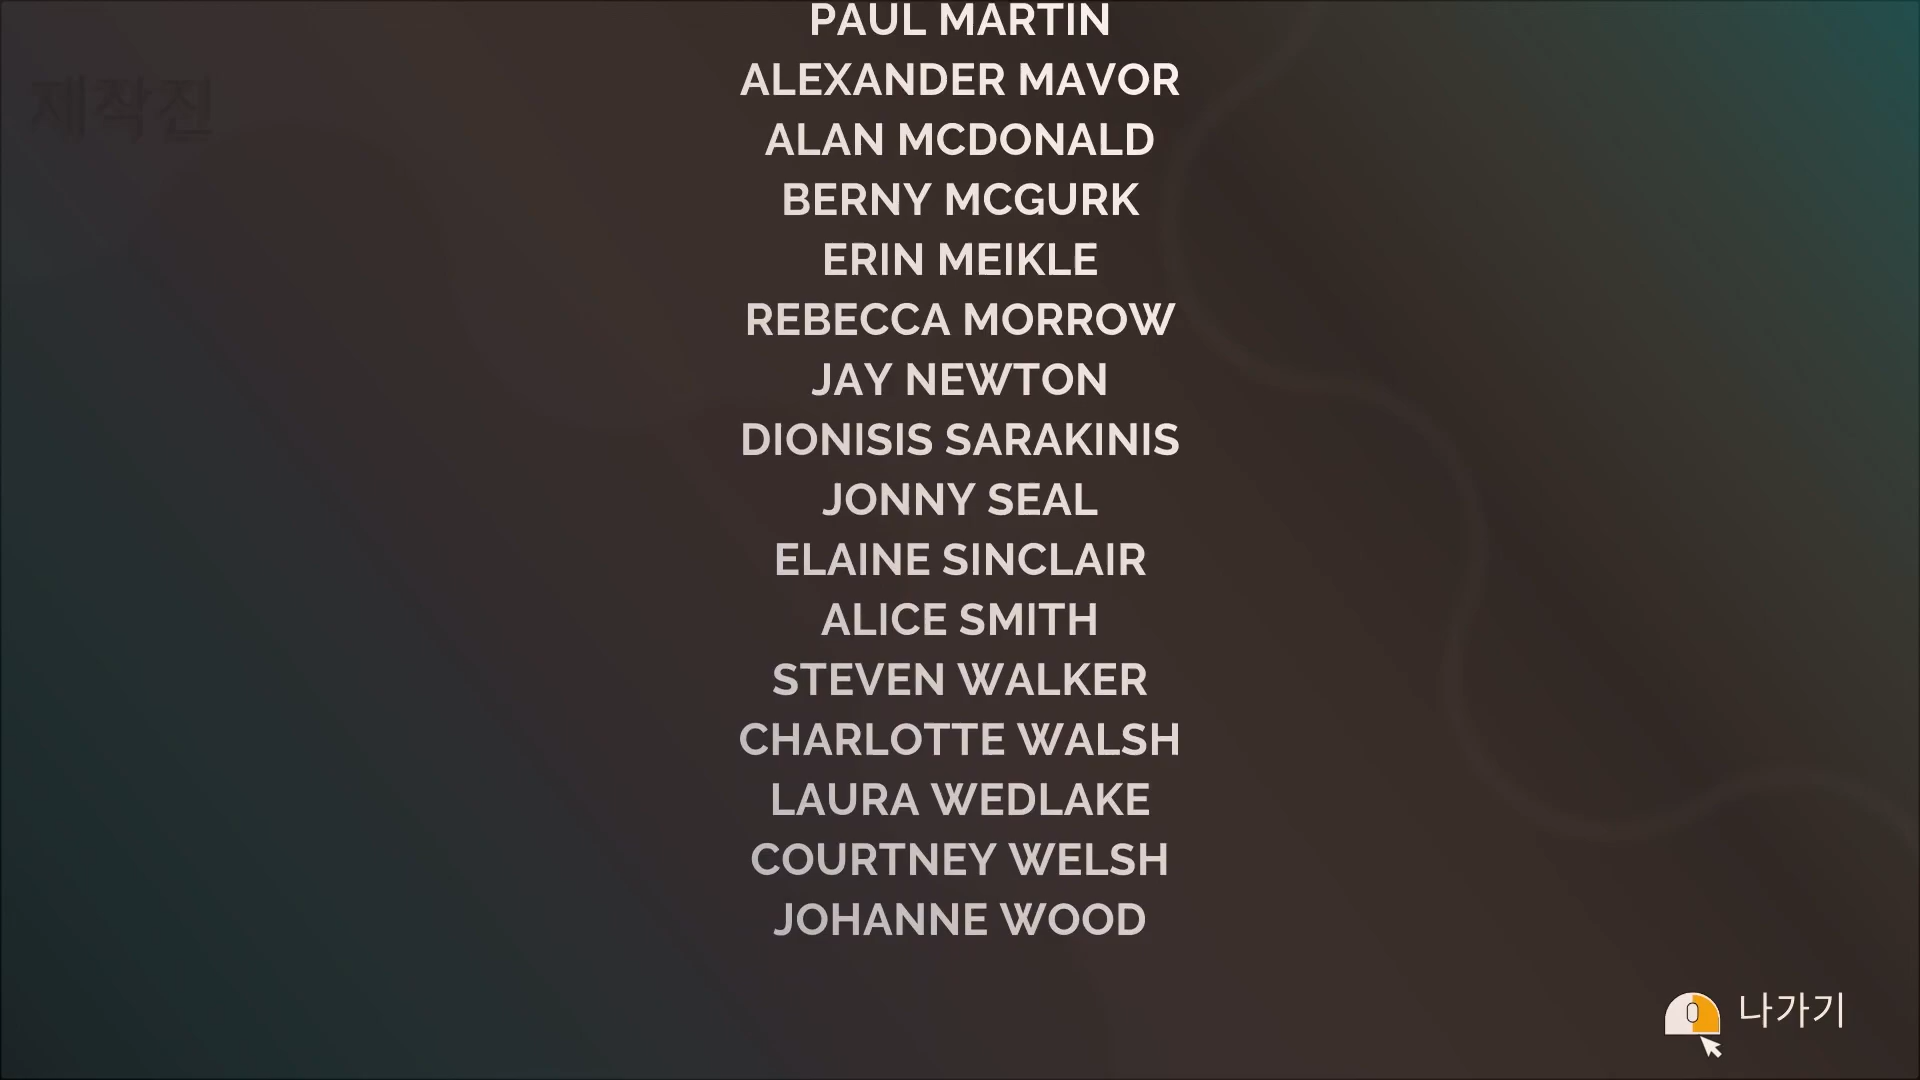 PAUL MARTIN
제작진
ALEXANDER MAVOR
ALAN MCDONALD
BERNY MCGURK
ERIN MEIKLE
REBECCA MORROW
JAY NEWTON
DIONISIS SARAKINIS
JONNY SEAL
ELAINE SINCLAIR
ALICE SMITH
STEVEN WALKER
CHARLOTTE WALSH
LAURA WEDLAKE
COURTNEY WELSH
JOHANNE WOOD
나가기